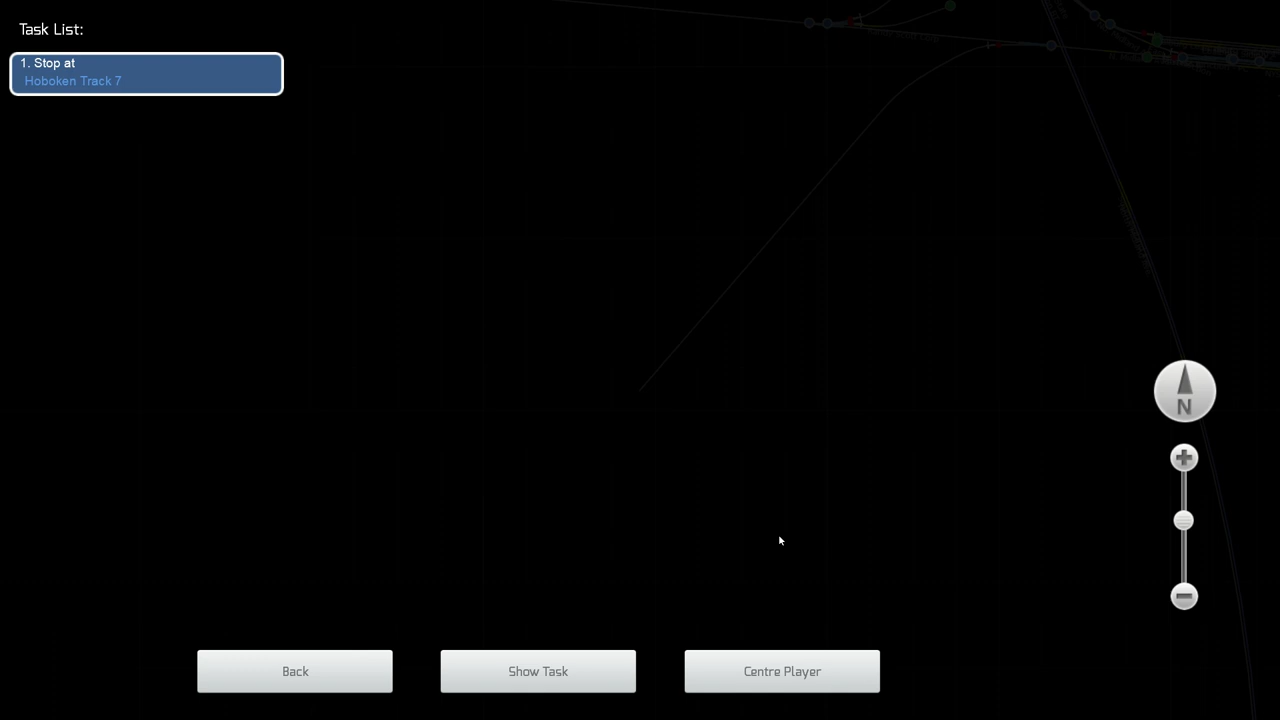 Task List:
1. Stop at
Hoboken Track 7
N
Back
Show Task
Centre Player